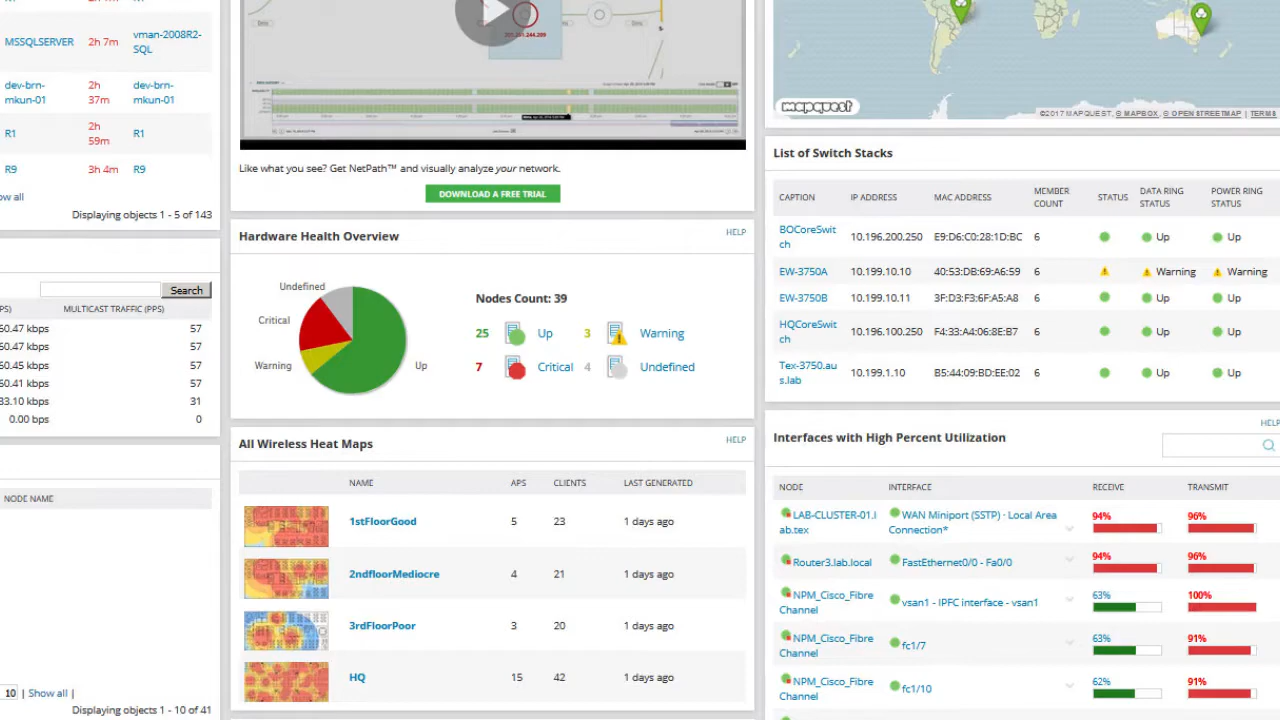 MSSQLSERVER 2h 7m vman-2008R2-
SQL
dev-brn- 2h dev-brn-
mkun-01 37m mkun-01
R1 2h R1
59m
R9 3h 4m R9
ow all
Displaying objects 1 - 5 of 143
Search
PS) MULTICAST TRAFFIC (PPS)
60.47 kbps 57
60.47 kbps 57
60.45 kbps 57
60.41 kbps 57
83.10 kbps 31
0.00 bps 0
NODE NAME
10 | Show all |
Displaying objects 1 - 10 of 41
Like what you see? Get NetPath™ and visually analyze your network.
DOWNLOAD A FREE TRIAL
Hardware Health Overview HELP
Undefined
Critical
Warning
Up
Nodes Count: 39
25 Up 3 Warning
7 Critical 4 Undefined
All Wireless Heat Maps HELP
NAME APS CLIENTS LAST GENERATED
1stFloorGood 5 23 1 days ago
2ndfloorMediocre 4 21 1 days ago
3rdFloorPoor 3 20 1 days ago
HQ 15 42 1 days ago
mapquest
©2017 MAPQUEST, © MAPBOX, © OPENSTREETMAP | TERMS
List of Switch Stacks
CAPTION IP ADDRESS MAC ADDRESS MEMBER COUNT STATUS DATA RING STATUS POWER RING STATUS
BOCoreSwit 10.196.200.250 E9:D6:C0:28:1D:BC 6 Up Up
ch
EW-3750A 10.199.10.10 40:53:DB:69:A6:59 6 Warning Warning
EW-3750B 10.199.10.11 3F:D3:F3:6F:A5:A8 6 Up Up
HQCoreSwit 10.196.100.250 F4:33:A4:06:8E:B7 6 Up Up
ch
Tex-3750.au 10.199.1.10 B5:44:09:BD:EE:02 6 Up Up
s.lab
HELP
Interfaces with High Percent Utilization
NODE INTERFACE RECEIVE TRANSMIT
LAB-CLUSTER-01.l WAN Miniport (SSTP) · Local Area 94% 96%
ab.tex Connection*
Router3.lab.local FastEthernet0/0 - Fa0/0 94% 96%
NPM_Cisco_Fibre vsan1 - IPFC interface - vsan1 63% 100%
Channel
NPM_Cisco_Fibre fc1/7 63% 91%
Channel
NPM_Cisco_Fibre fc1/10 62% 91%
Channel